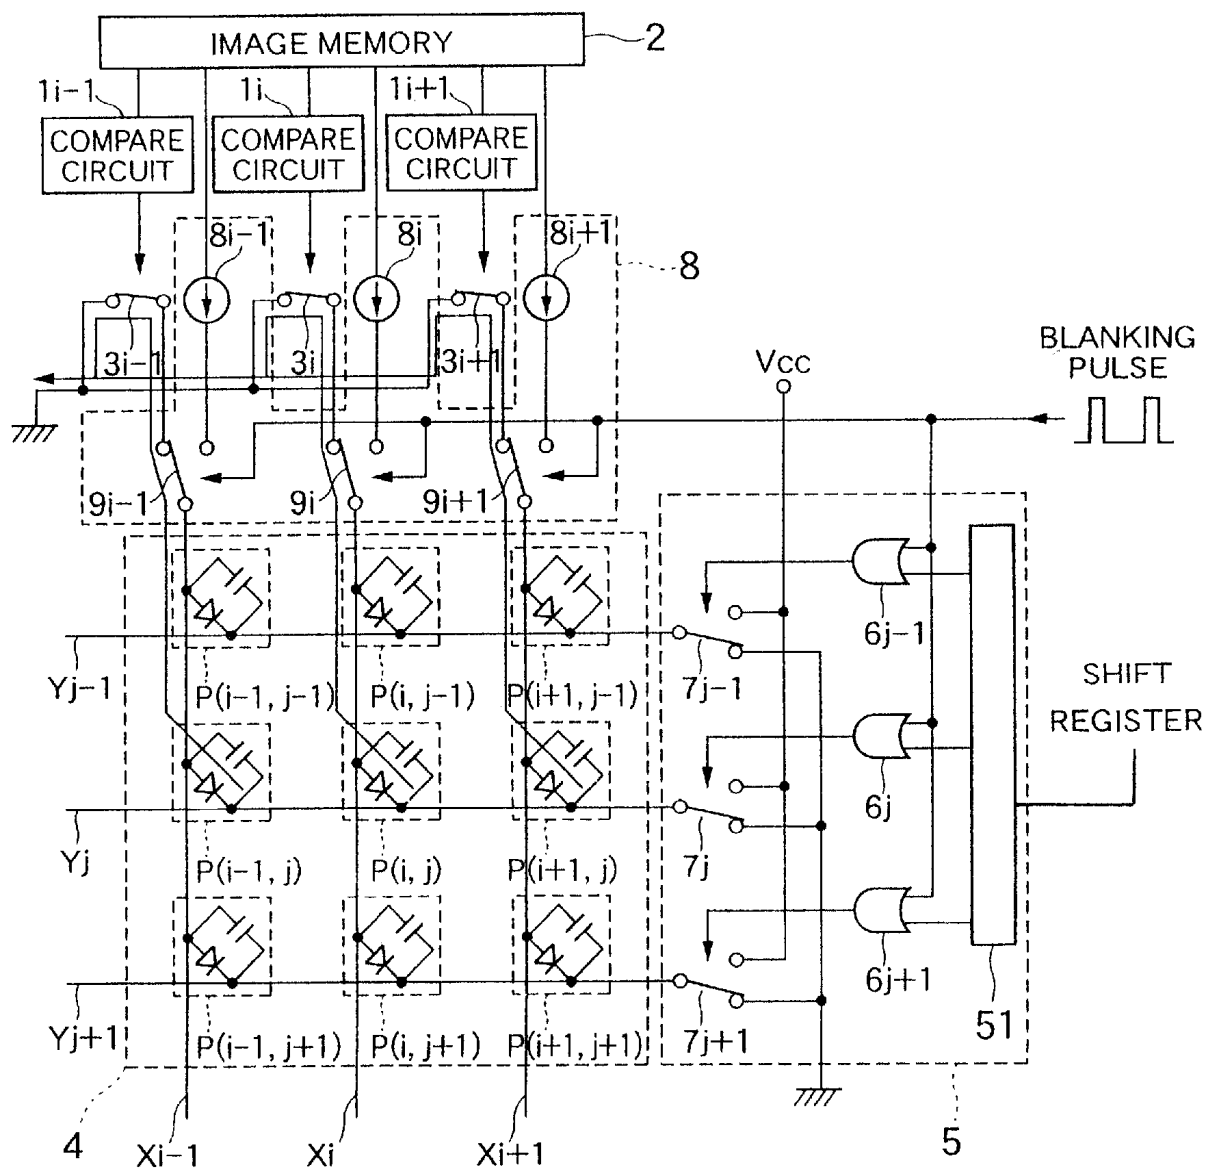 IMAGE MEMORY
2
1i-1
1i
1i+1
COMPARE
CIRCUIT
COMPARE
CIRCUIT
COMPARE
CIRCUIT
8i-1
8i
8i+1
8
3i-1
3i
3i+1
Vcc
BLANKING
PULSE
9i-1
9i
9i+1
6j-1
Yj-1
P(i-1, j-1)
P(i, j-1)
P(i+1, j-1)
7j-1
SHIFT
REGISTER
6j
Yj
P(i-1, j)
P(i, j)
P(i+1, j)
7j
6j+1
51
Yj+1
P(i-1, j+1)
P(i, j+1)
P(i+1, j+1)
7j+1
4
Xi-1
Xi
Xi+1
5